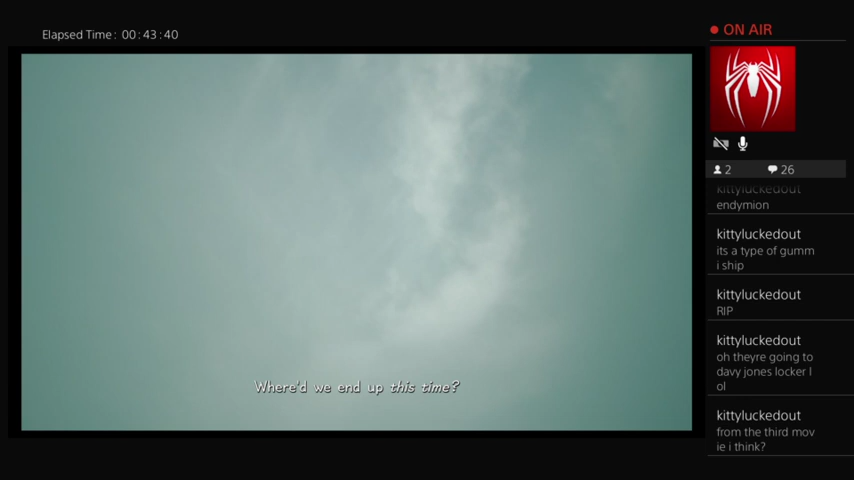 Elapsed Time: 00:43:40
ON AIR
2
26
kittyluckedout
endymion
kittyluckedout
its a type of gumm
i ship
kittyluckedout
RIP
kittyluckedout
oh theyre going to
davy jones locker l
ol
kittyluckedout
from the third mov
ie i think?
Where'd we end up this time?